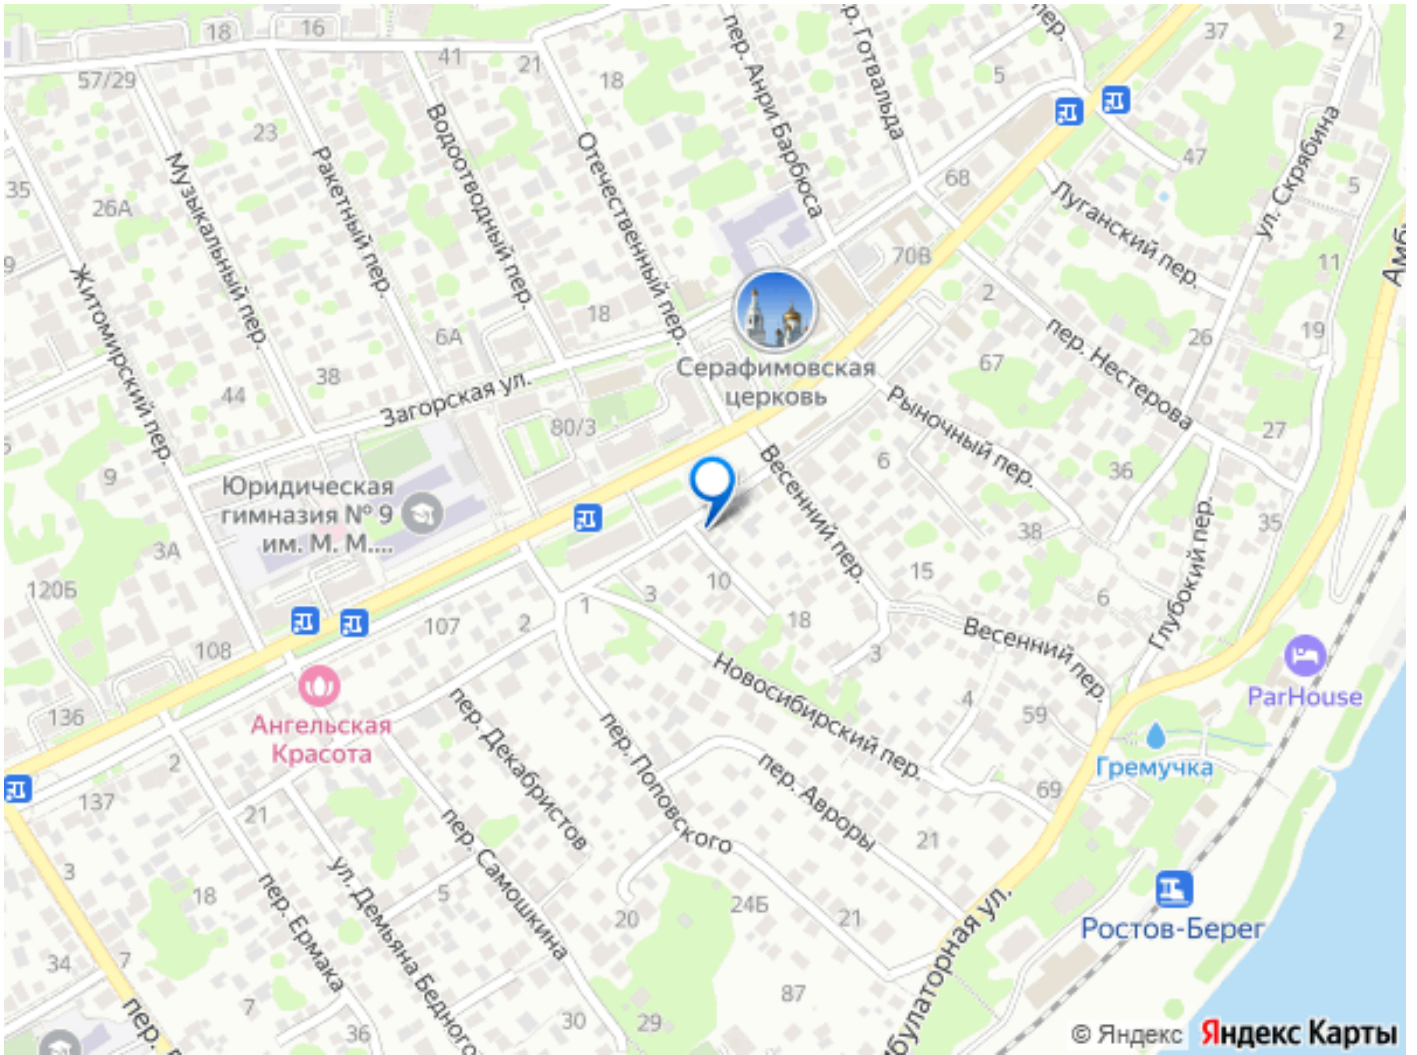 18
16
57/29
41
21
18
23
35
26А
9
Музыкальный пер.
Ракетный пер.
Водоотводный пер.
Отечественный пер.
пер. Анри Барбюса
р. Готвальда
пер.
5
37
2
47
68
70В
Луганский пер.
ул. Скрябина
5
11
19
Амбу
Житомирский пер.
6А
18
38
44
Загорская ул.
80/3
9
3А
120Б
Серафимовская
церковь
2
67
пер. Нестерова
26
27
Рыночный пер.
6
36
38
35
Юридическая
гимназия № 9
им. М. М....
Весенний пер.
15
6
Глубокий пер.
10
18
3
1
3
2
107
108
136
137
2
Весенний пер.
4
59
69
ParHouse
Гремучка
Ангельская
Красота
Новосибирский пер.
пер. Декабристов
пер. Поповского
пер. Авроры
21
21
24Б
20
87
29
30
5
пер. Самошкина
ул. Демьяна Бедного
21
18
3
34
7
7
36
пер. Ермака
пер.
Амбулаторная ул.
Ростов-Берег
© Яндекс Яндекс Карты